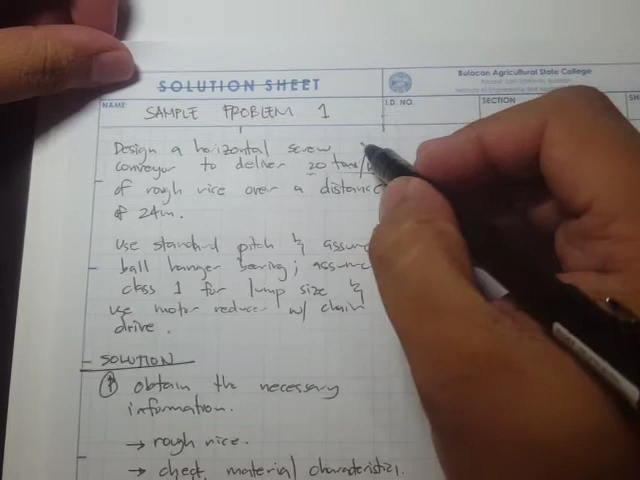 SOLUTION SHEET
Bulacan Agricultural State College
NAME SAMPLE PROBLEM 1 I.D. NO. SECTION SH
Design a horizontal screw
conveyor to deliver 20 tons/
of rough rice over a distance
of 24m.
Use standard pitch & assume
ball hanger bearing; assume
class 1 for lump size &
use motor reducer w/ chain
drive.
SOLUTION
1 obtain the necessary
information.
→ rough rice.
→ check material characteristics.